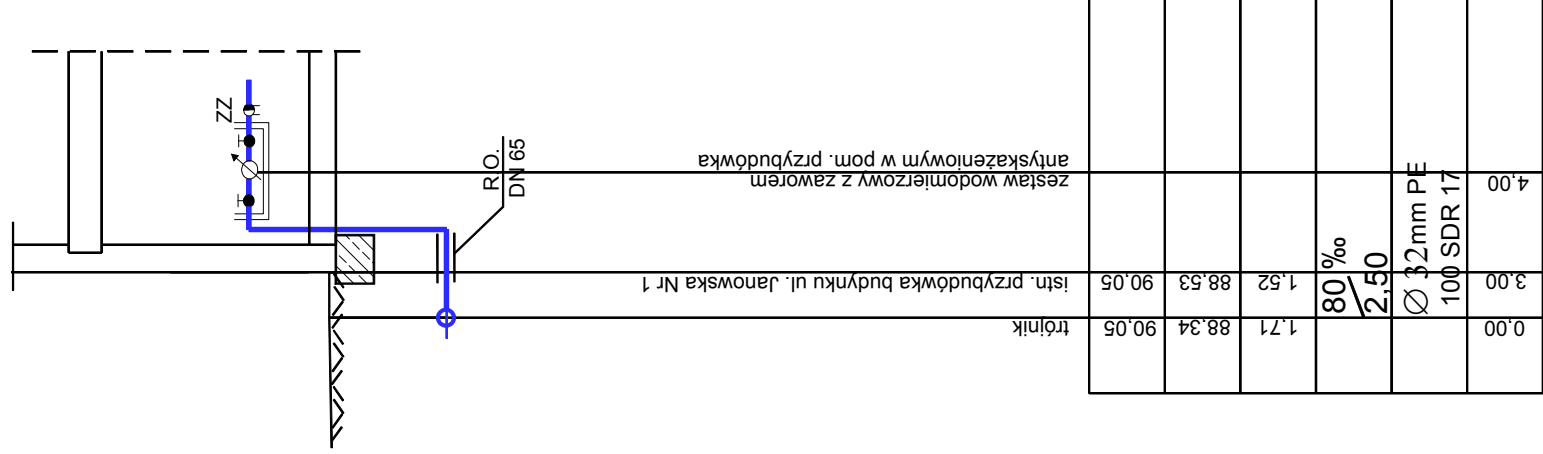 ZZ
R.O.
DN 65
zestaw wodomierzowy z zaworem
antyskażeniowym w pom. przybudówka
istn. przybudówka budynku ul. Janowska Nr 1
trójnik
90,05
90,05
88,53
88,34
1,52
1,71
80 ‰
2,50
∅ 32mm PE
100 SDR 17
4,00
3,00
0,00